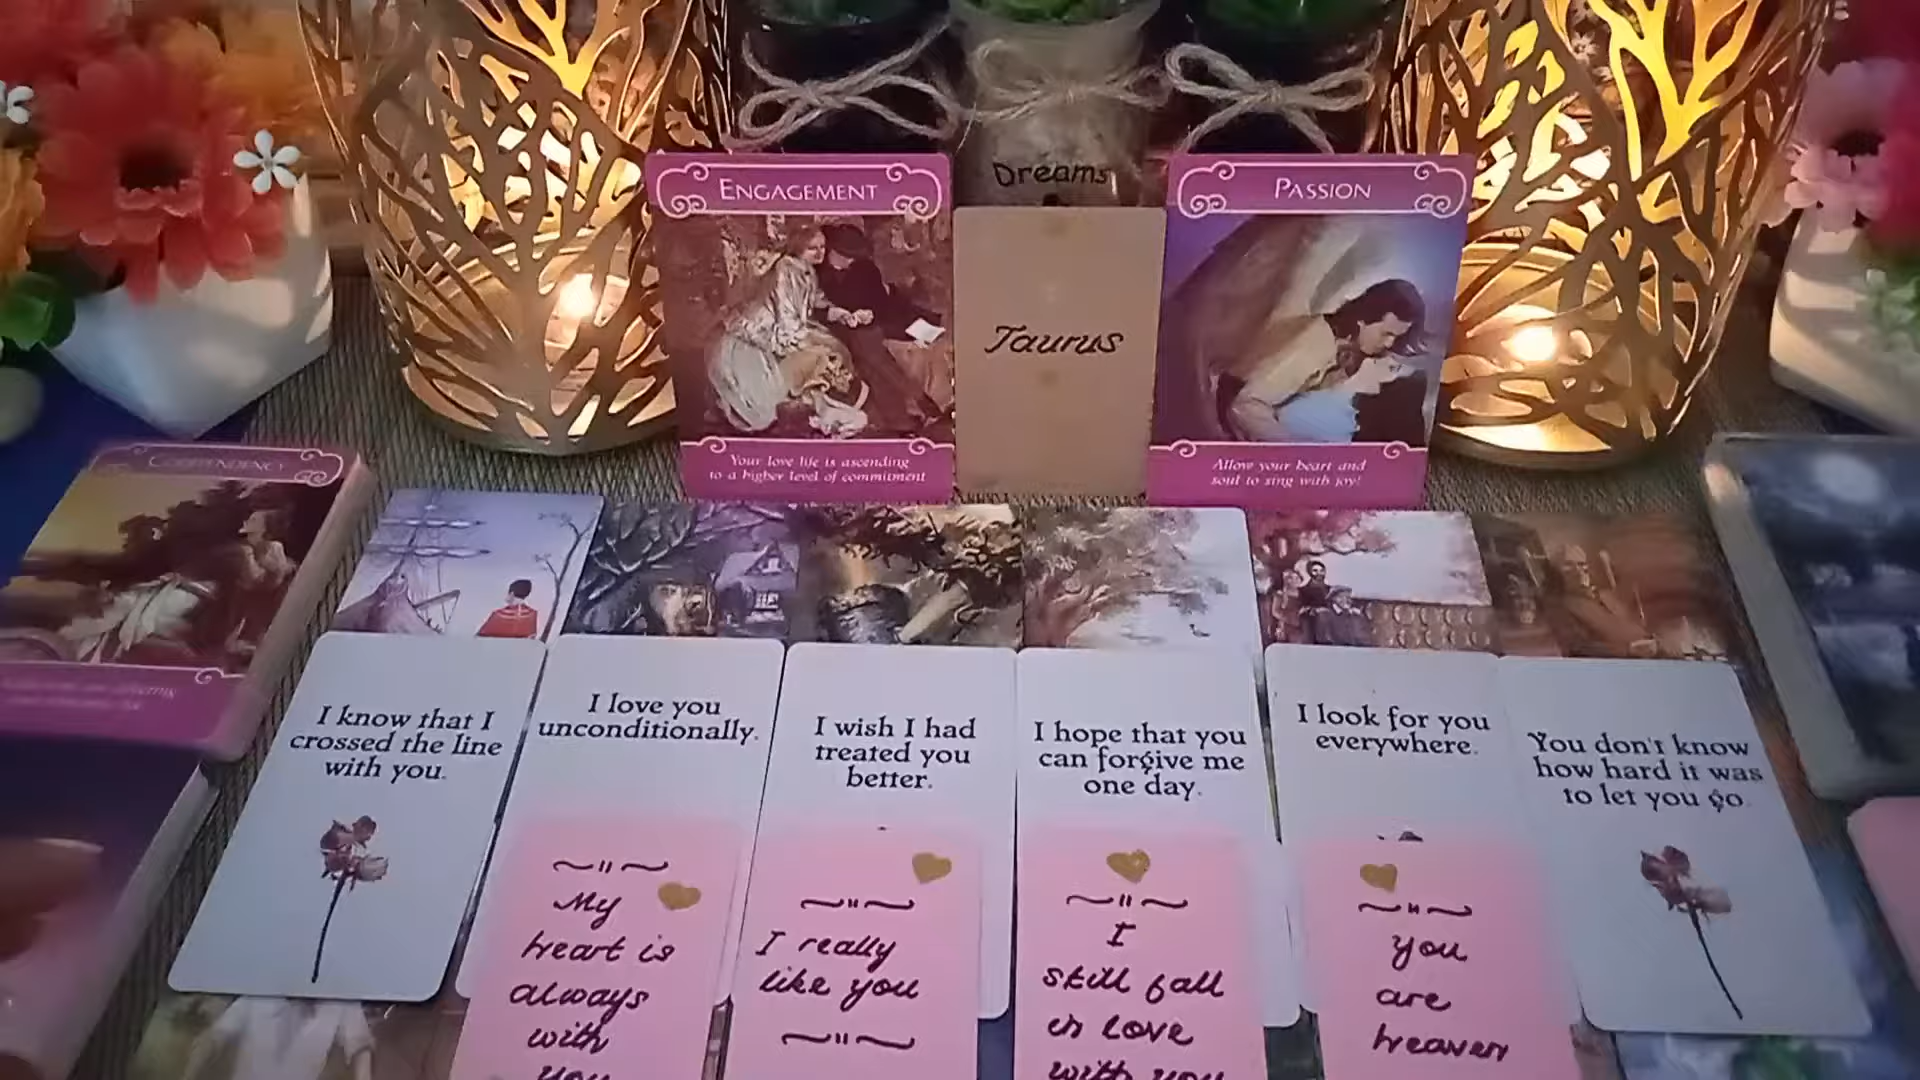 Dreams
ENGAGEMENT
Your love life is ascending
to a higher level of commitment
Taurus
PASSION
Allow your heart and
soul to sing with joy!
CODEPENDENCY
I know that I
crossed the line
with you.
I love you
unconditionally.
I wish I had
treated you
better.
I hope that you
can forgive me
one day.
I look for you
everywhere.
You don't know
how hard it was
to let you go.
My
heart is
always
with
you
I really
like you
I
still fall
in love
with you
you
are
heaven